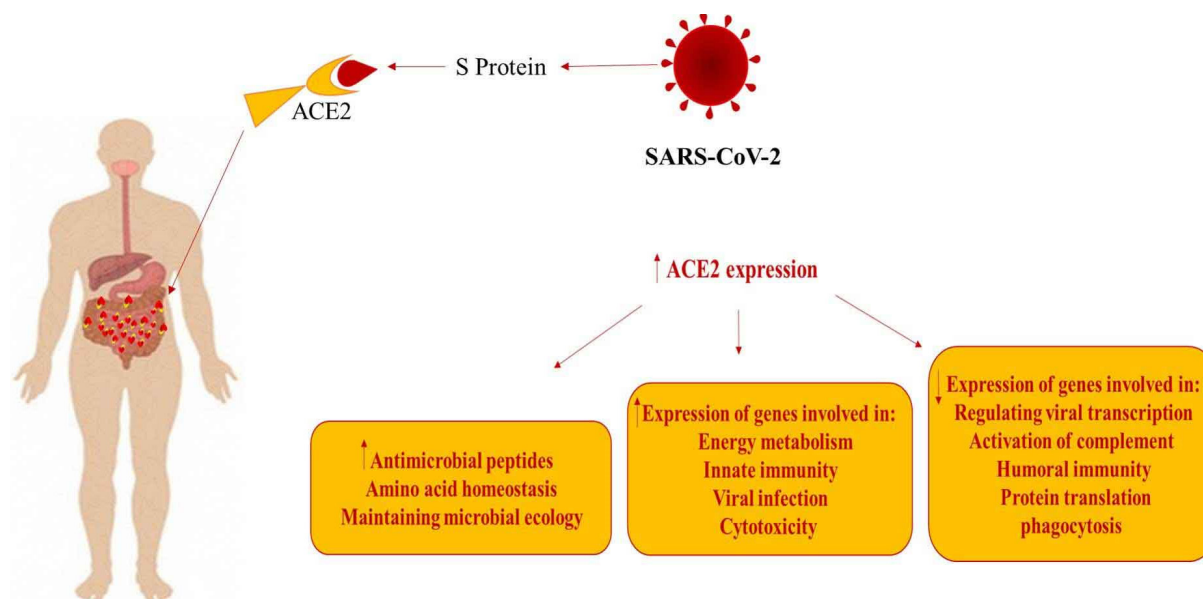 S Protein
ACE2
SARS-CoV-2
↑ ACE2 expression
↑ Antimicrobial peptides
Amino acid homeostasis
Maintaining microbial ecology
↑ Expression of genes involved in:
Energy metabolism
Innate immunity
Viral infection
Cytotoxicity
↓ Expression of genes involved in:
Regulating viral transcription
Activation of complement
Humoral immunity
Protein translation
phagocytosis